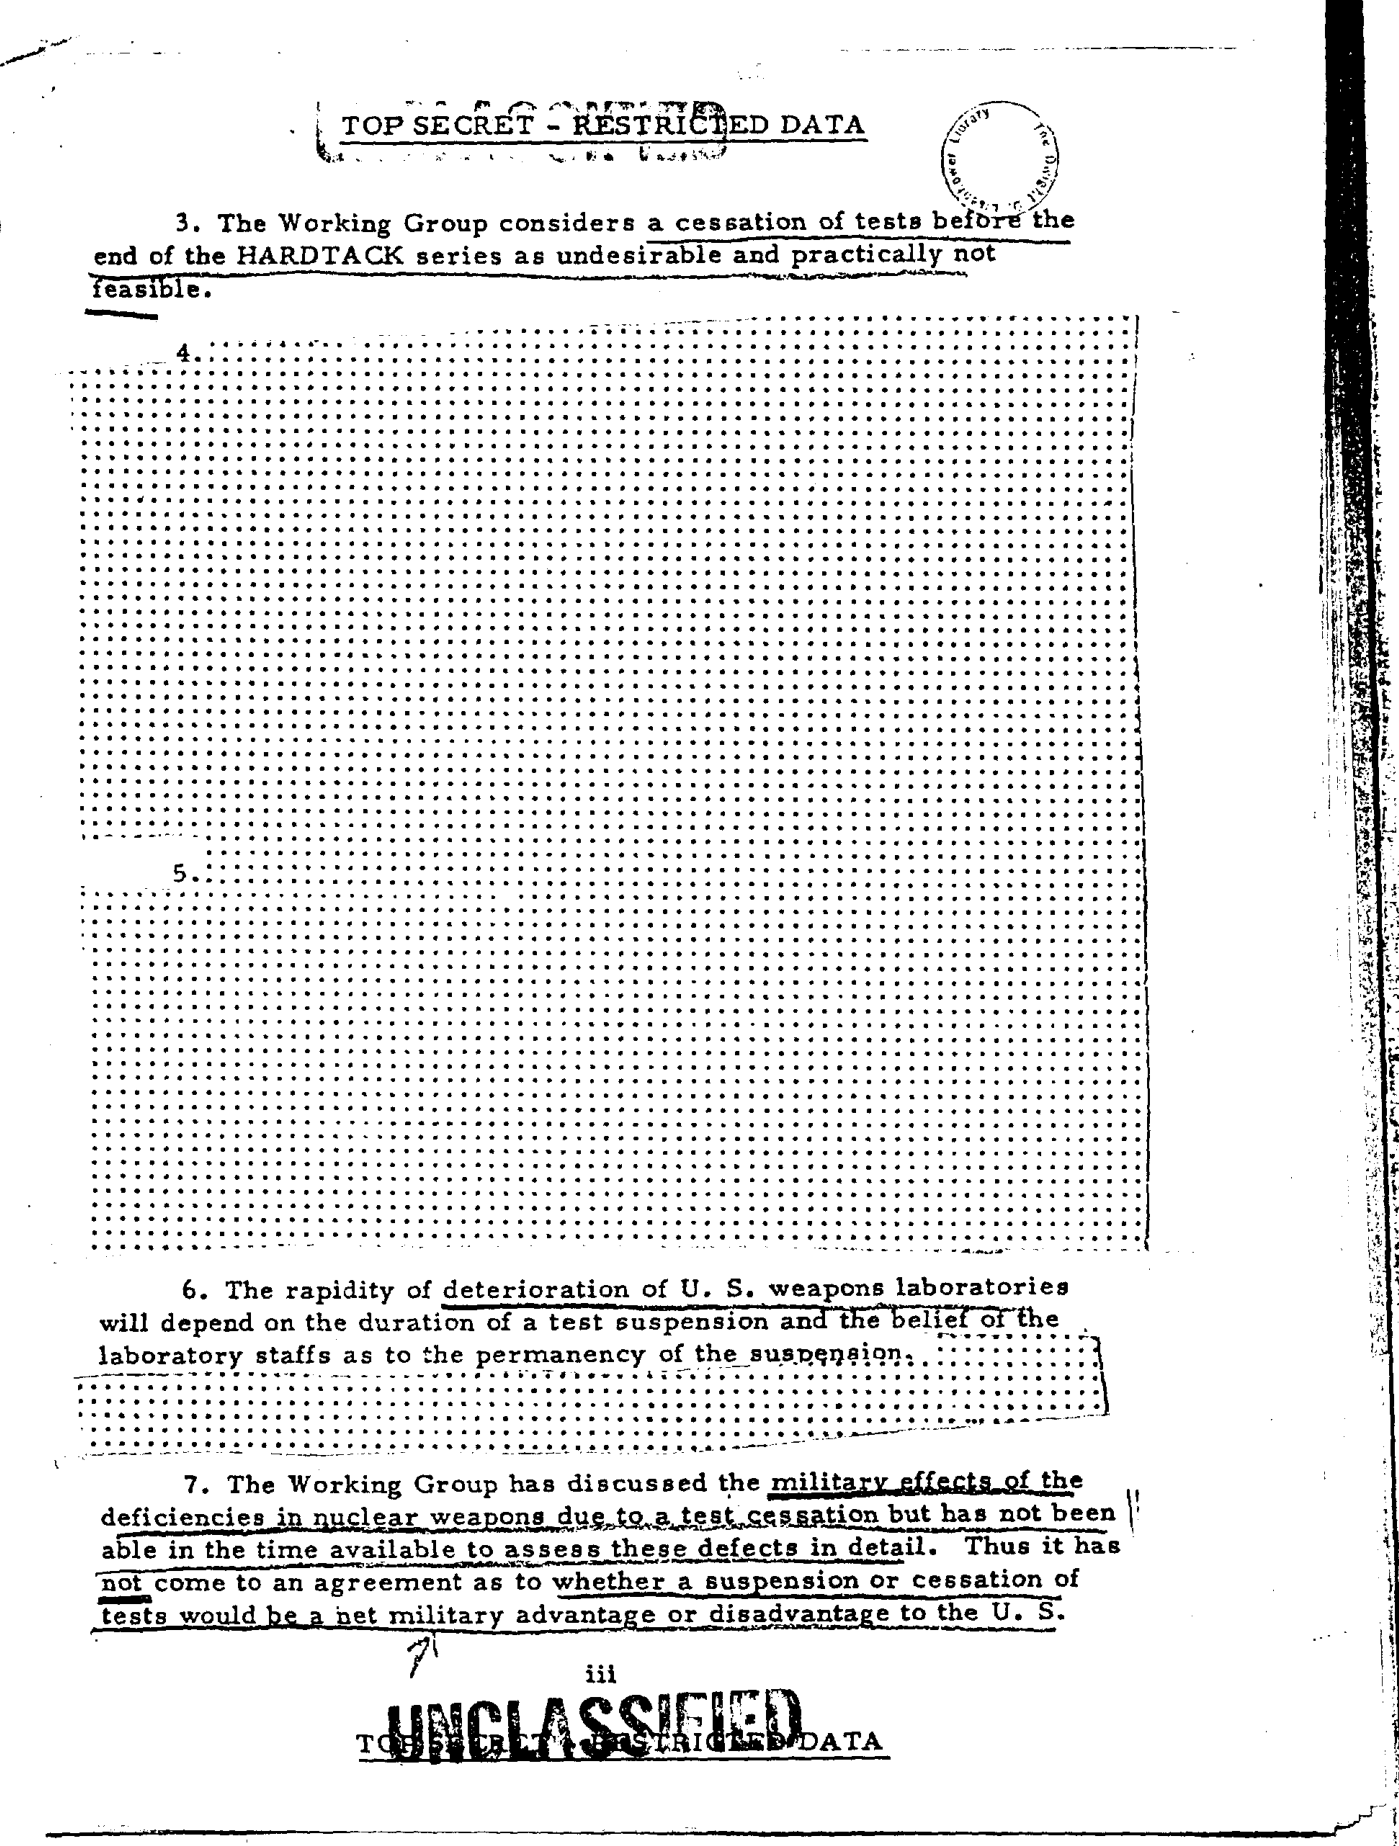 TOP SECRET - RESTRICTED DATA
The Dwight D. Eisenhower Library
3. The Working Group considers a cessation of tests before the
end of the HARDTACK series as undesirable and practically not
feasible.
4.
5.
6. The rapidity of deterioration of U. S. weapons laboratories
will depend on the duration of a test suspension and the belief of the
laboratory staffs as to the permanency of the suspension.
7. The Working Group has discussed the military effects of the
deficiencies in nuclear weapons due to a test cessation but has not been
able in the time available to assess these defects in detail. Thus it has
not come to an agreement as to whether a suspension or cessation of
tests would be a net military advantage or disadvantage to the U. S.
iii
UNCLASSIFIED
TOP SECRET - RESTRICTED DATA